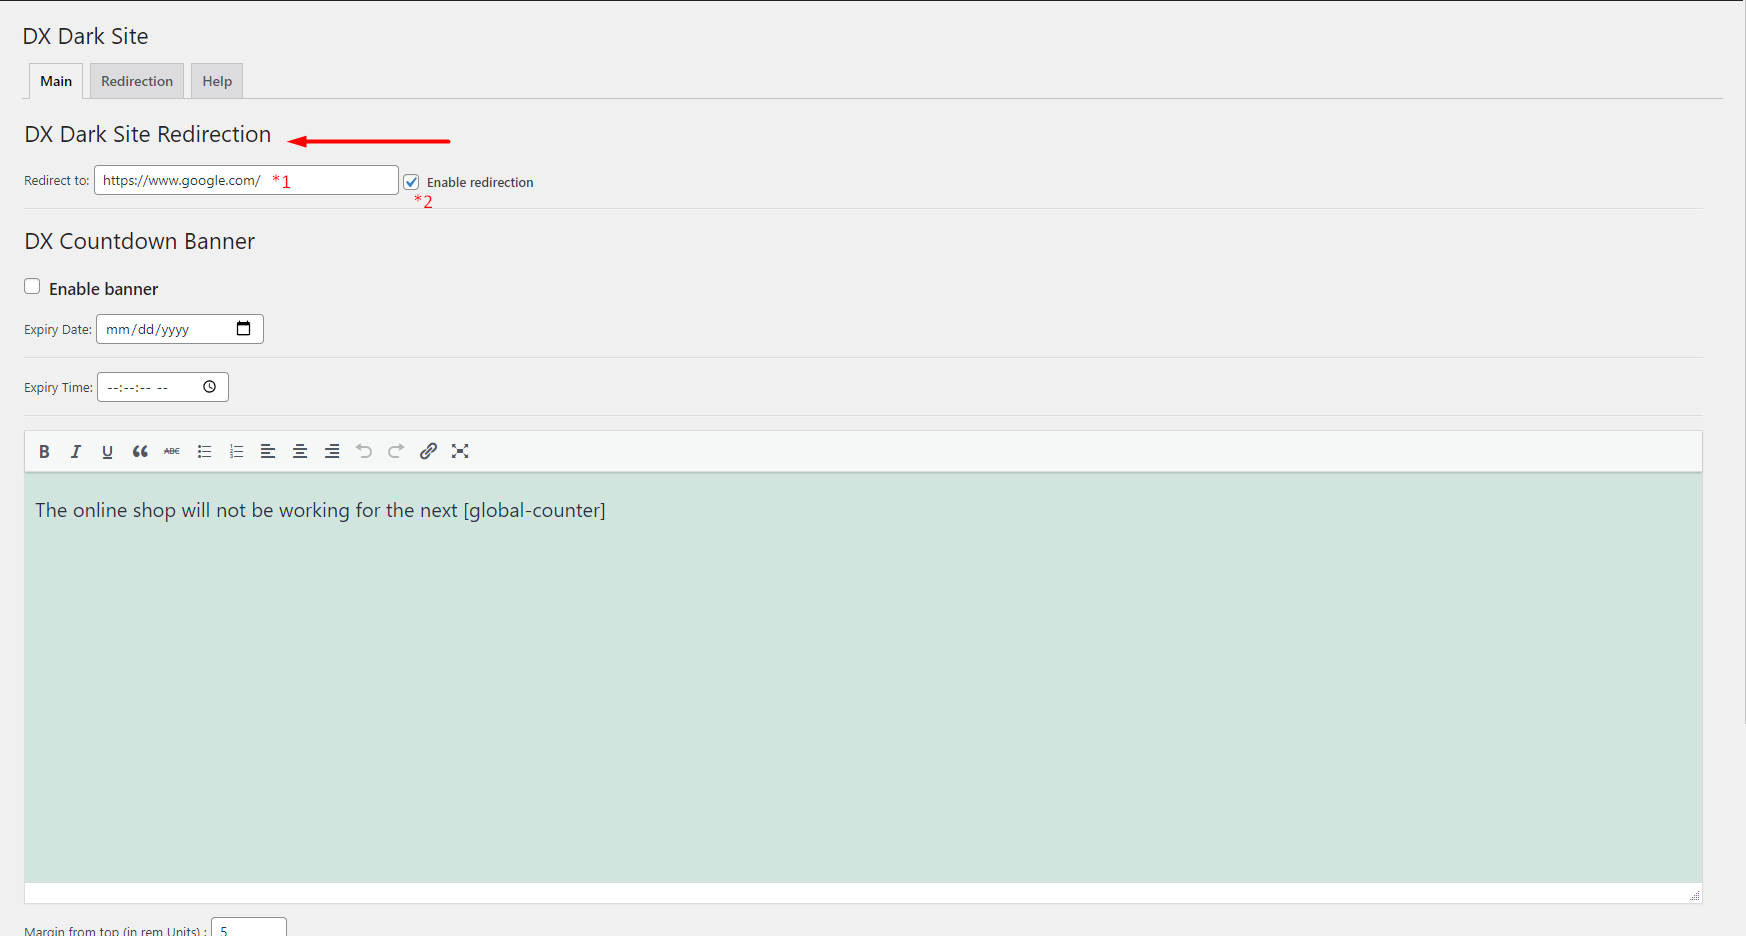 DX Dark Site
Main Redirection Help
DX Dark Site Redirection
Redirect to: https://www.google.com/ *1 Enable redirection
*2
DX Countdown Banner
Enable banner
Expiry Date: mm/dd/yyyy
Expiry Time: --:--:-- --
B I U ABC
The online shop will not be working for the next [global-counter]
Margin from top (in rem Units) : 5